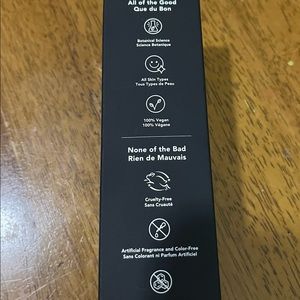 All of the Good
Que du Bon
Botanical Science
Science Botanique
All Skin Types
Tous Types de Peau
100% Vegan
100% Végane
None of the Bad
Rien de Mauvais
Cruelty-Free
Sans Cruauté
Artificial Fragrance and Color-Free
Sans Colorant ni Parfum Artificiel